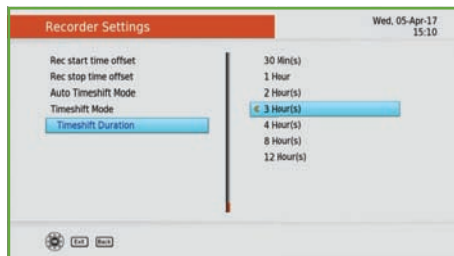 Recorder Settings
Wed, 05-Apr-17
15:10
Rec start time offset
Rec stop time offset
Auto Timeshift Mode
Timeshift Mode
Timeshift Duration
30 Min(s)
1 Hour
2 Hour(s)
3 Hour(s)
4 Hour(s)
8 Hour(s)
12 Hour(s)
Exit Back